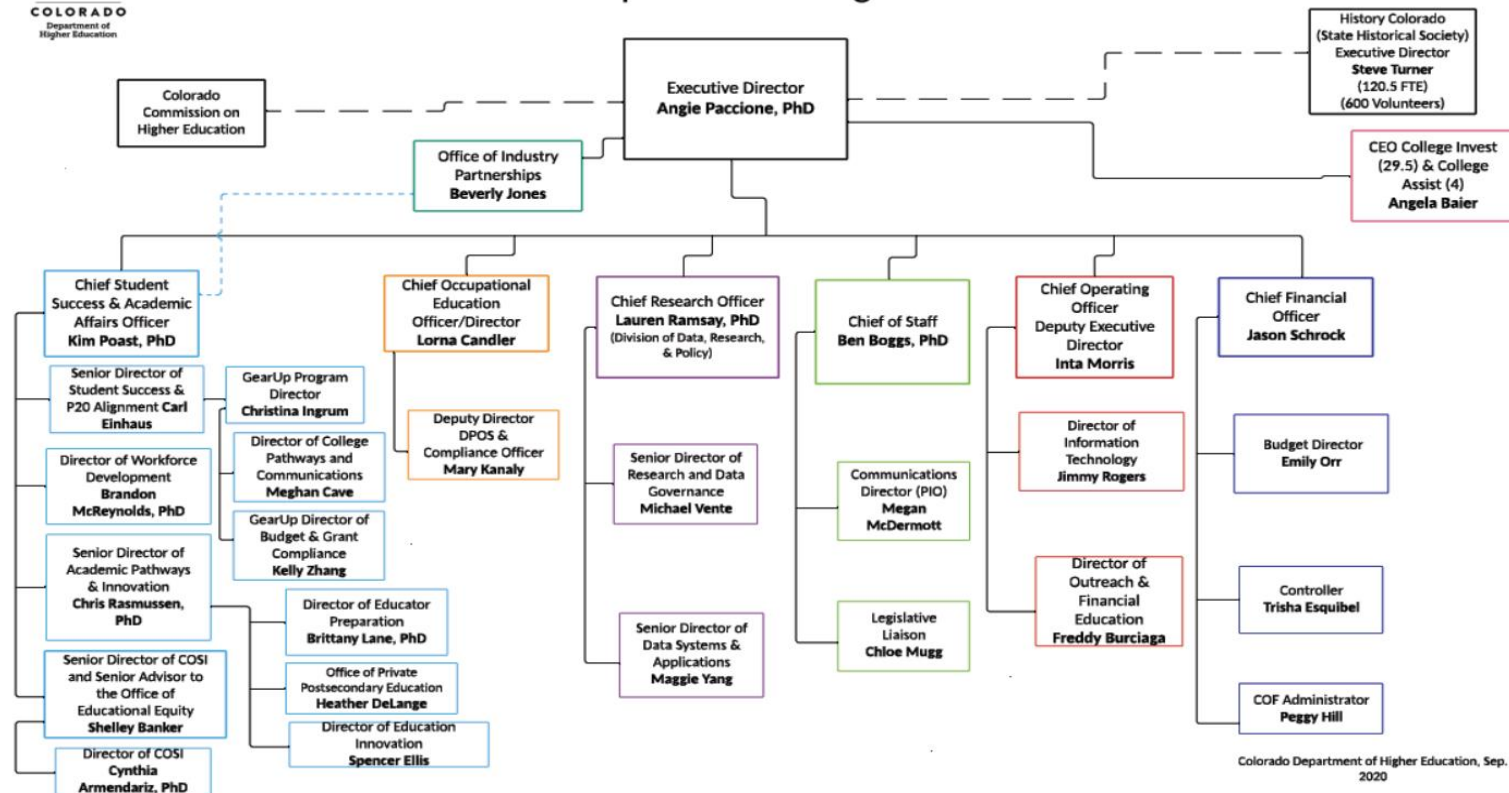 COLORADO
Department of
Higher Education
Executive Director
Angie Paccione, PhD
Colorado
Commission on
Higher Education
History Colorado
(State Historical Society)
Executive Director
Steve Turner
(120.5 FTE)
(600 Volunteers)
Office of Industry
Partnerships
Beverly Jones
CEO College Invest
(29.5) & College
Assist (4)
Angela Baier
Chief Student
Success & Academic
Affairs Officer
Kim Poast, PhD
Senior Director of
Student Success &
P20 Alignment Carl
Einhaus
GearUp Program
Director
Christina Ingrum
Director of College
Pathways and
Communications
Meghan Cave
GearUp Director of
Budget & Grant
Compliance
Kelly Zhang
Director of Workforce
Development
Brandon
McReynolds, PhD
Senior Director of
Academic Pathways
& Innovation
Chris Rasmussen,
PhD
Director of Educator
Preparation
Brittany Lane, PhD
Office of Private
Postsecondary Education
Heather DeLange
Director of Education
Innovation
Spencer Ellis
Senior Director of COSI
and Senior Advisor to
the Office of
Educational Equity
Shelley Banker
Director of COSI
Cynthia
Armendariz, PhD
Chief Occupational
Education
Officer/Director
Lorna Candler
Deputy Director
DPOS &
Compliance Officer
Mary Kanaly
Chief Research Officer
Lauren Ramsay, PhD
(Division of Data, Research,
& Policy)
Senior Director of
Research and Data
Governance
Michael Vente
Senior Director of
Data Systems &
Applications
Maggie Yang
Chief of Staff
Ben Boggs, PhD
Communications
Director (PIO)
Megan
McDermott
Legislative
Liaison
Chloe Mugg
Chief Operating
Officer
Deputy Executive
Director
Inta Morris
Director of
Information
Technology
Jimmy Rogers
Director of
Outreach &
Financial
Education
Freddy Burciaga
Chief Financial
Officer
Jason Schrock
Budget Director
Emily Orr
Controller
Trisha Esquibel
COF Administrator
Peggy Hill
Colorado Department of Higher Education, Sep.
2020